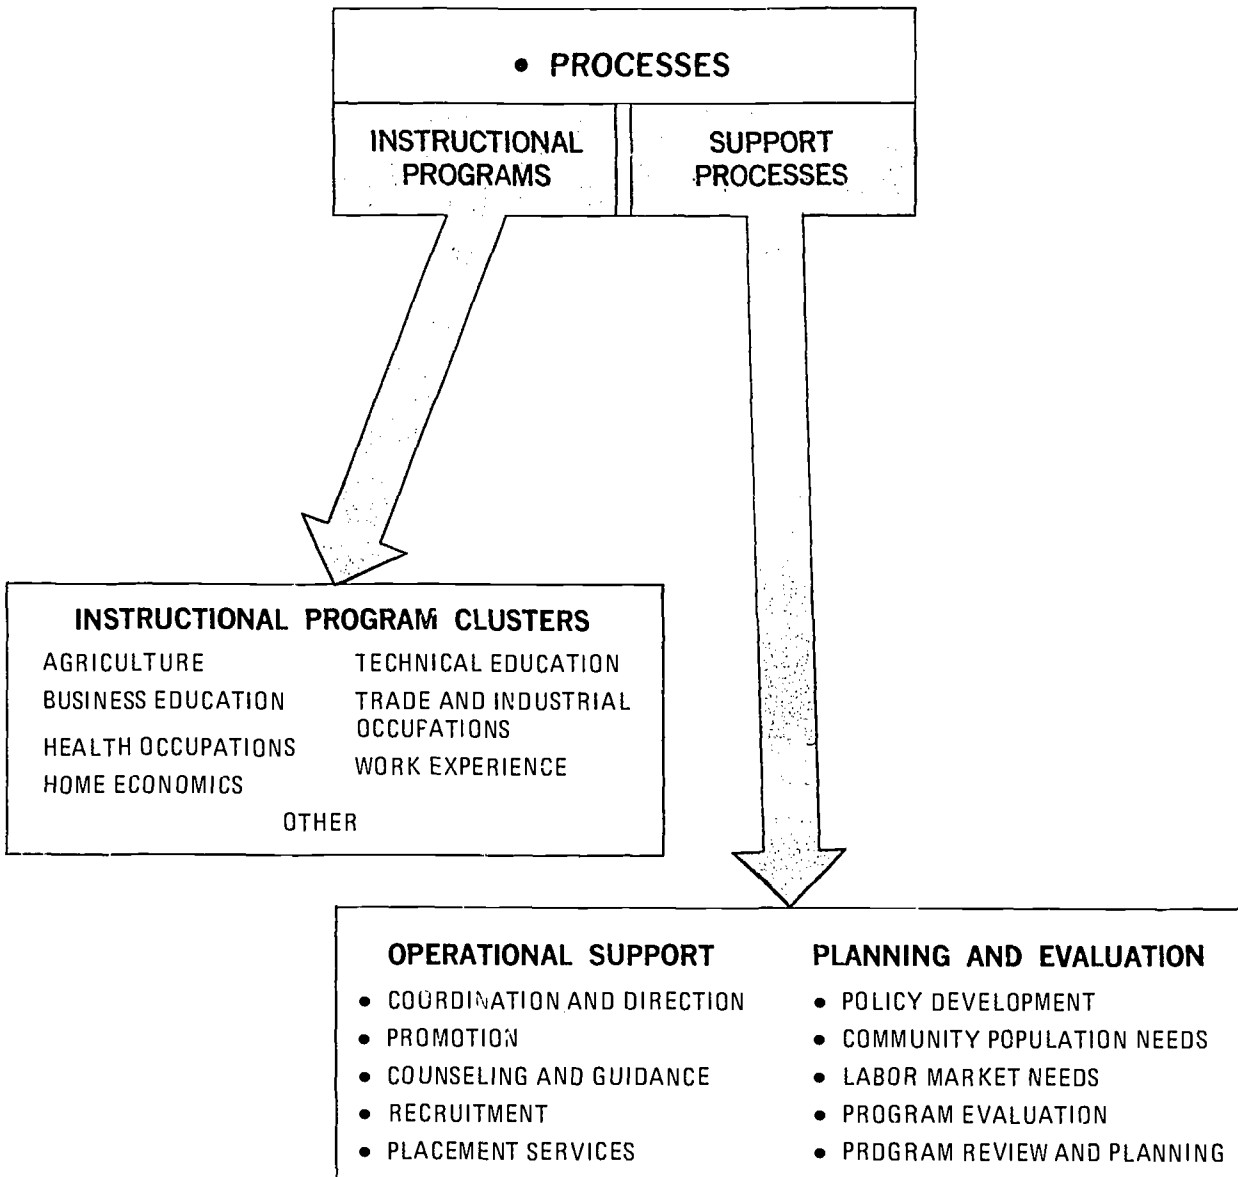 • PROCESSES
INSTRUCTIONAL
PROGRAMS
SUPPORT
PROCESSES
INSTRUCTIONAL PROGRAM CLUSTERS
AGRICULTURE
BUSINESS EDUCATION
HEALTH OCCUPATIONS
HOME ECONOMICS
TECHNICAL EDUCATION
TRADE AND INDUSTRIAL
OCCUFATIONS
WORK EXPERIENCE
OTHER
OPERATIONAL SUPPORT
• COORDINATION AND DIRECTION
• PROMOTION
• COUNSELING AND GUIDANCE
• RECRUITMENT
• PLACEMENT SERVICES
PLANNING AND EVALUATION
• POLICY DEVELOPMENT
• COMMUNITY POPULATION NEEDS
• LABOR MARKET NEEDS
• PROGRAM EVALUATION
• PROGRAM REVIEW AND PLANNING